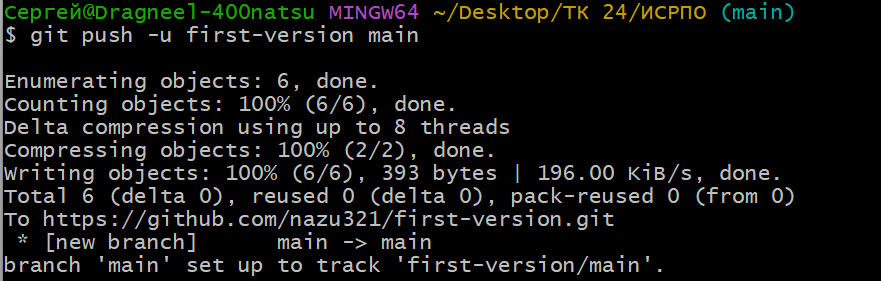 Сергей@Dragneel-400natsu MINGW64 ~/Desktop/ТК 24/ИСРПО (main)
$ git push -u first-version main
Enumerating objects: 6, done.
Counting objects: 100% (6/6), done.
Delta compression using up to 8 threads
Compressing objects: 100% (2/2), done.
Writing objects: 100% (6/6), 393 bytes | 196.00 KiB/s, done.
Total 6 (delta 0), reused 0 (delta 0), pack-reused 0 (from 0)
To https://github.com/nazu321/first-version.git
 * [new branch]      main -> main
branch 'main' set up to track 'first-version/main'.